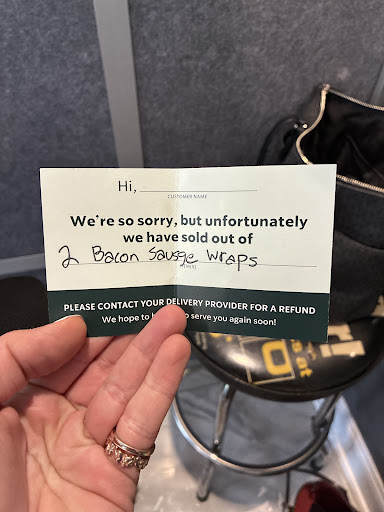 Hi,
CUSTOMER NAME
We're so sorry, but unfortunately
we have sold out of
2 Bacon Sausge Wraps
PLEASE CONTACT YOUR DELIVERY PROVIDER FOR A REFUND
We hope to serve you again soon!